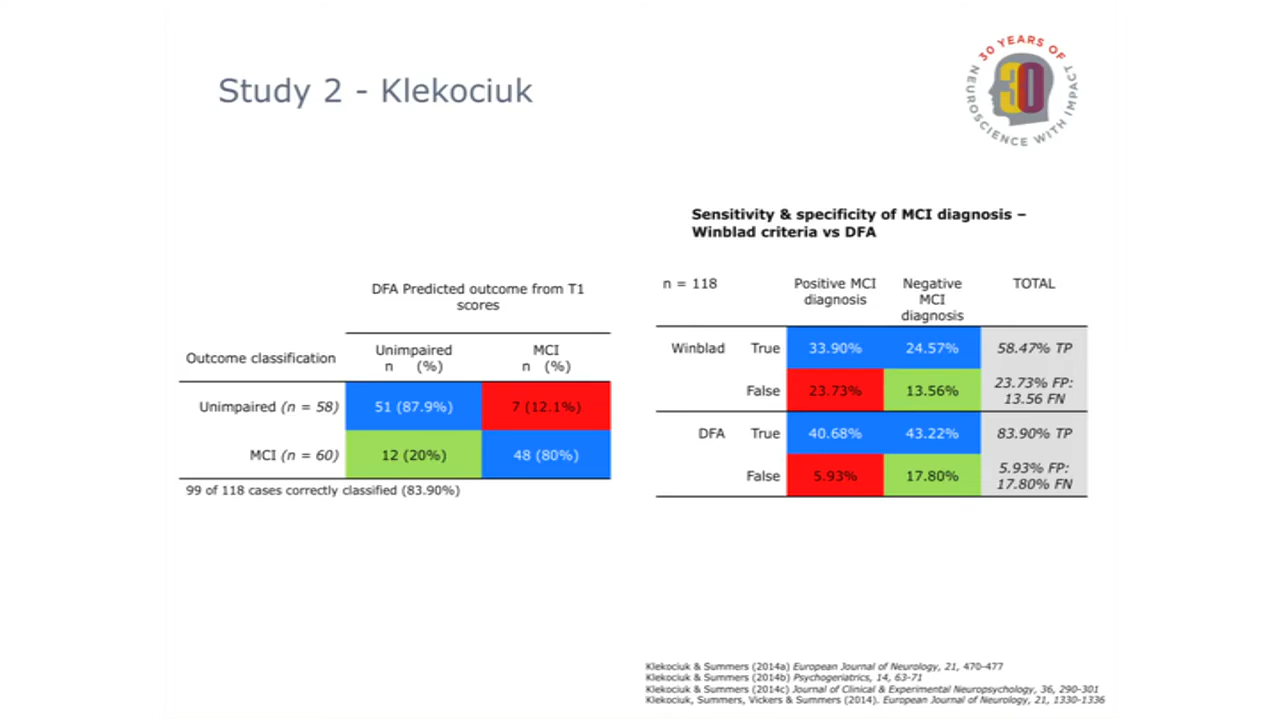 Study 2 - Klekociuk
30 YEARS OF
NEUROSCIENCE WITH IMPACT
30
DFA Predicted outcome from T1
scores
Outcome classification
Unimpaired
n (%)
MCI
n (%)
Unimpaired (n = 58) 51 (87.9%) 7 (12.1%)
MCI (n = 60) 12 (20%) 48 (80%)
99 of 118 cases correctly classified (83.90%)
Sensitivity & specificity of MCI diagnosis –
Winblad criteria vs DFA
n = 118
Positive MCI
diagnosis
Negative
MCI
diagnosis
TOTAL
Winblad True 33.90% 24.57% 58.47% TP
False 23.73% 13.56%
23.73% FP:
13.56 FN
DFA True 40.68% 43.22% 83.90% TP
False 5.93% 17.80%
5.93% FP:
17.80% FN
Klekociuk & Summers (2014a) European Journal of Neurology, 21, 470-477
Klekociuk & Summers (2014b) Psychogeriatrics, 14, 63-71
Klekociuk & Summers (2014c) Journal of Clinical & Experimental Neuropsychology, 36, 290-301
Klekociuk, Summers, Vickers & Summers (2014). European Journal of Neurology, 21, 1330-1336